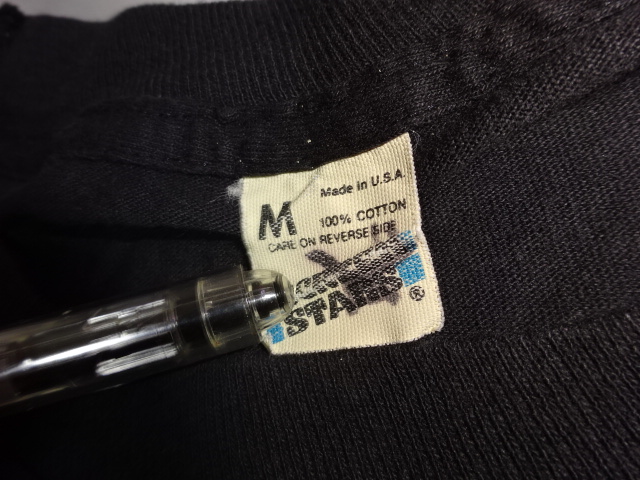 Made in U.S.A.
M
100% COTTON
CARE ON REVERSE SIDE
STARS®